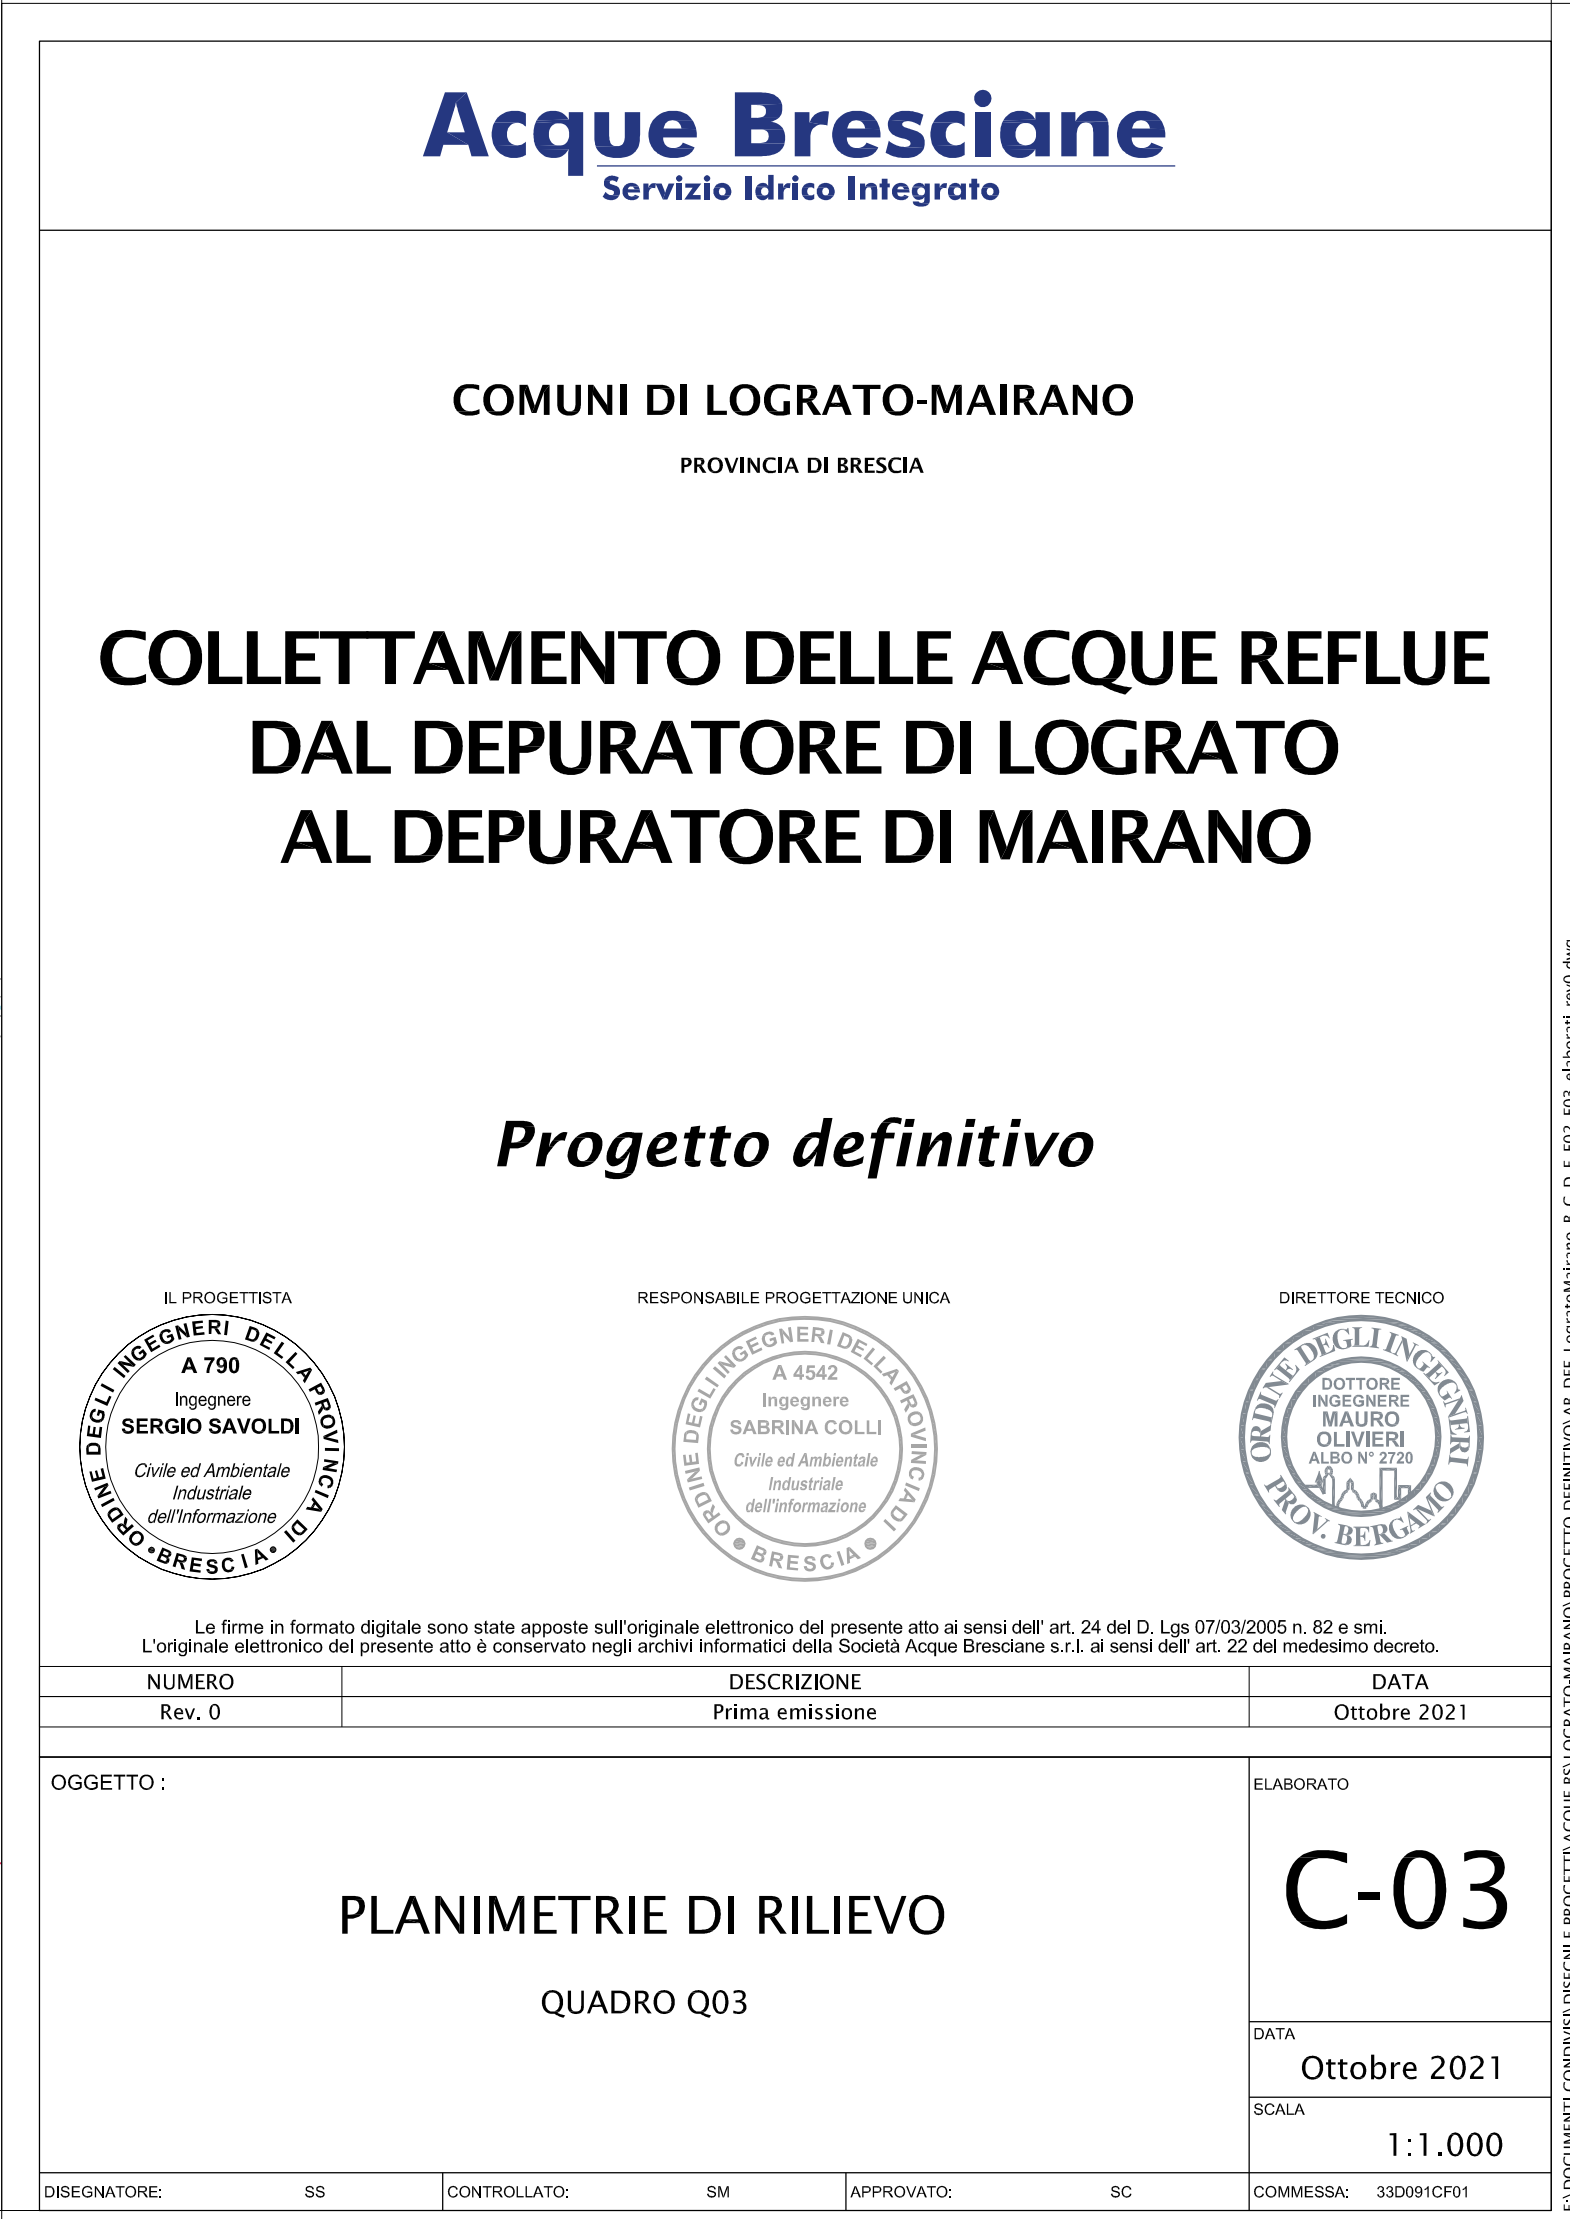 Acque Bresciane
Servizio Idrico Integrato
COMUNI DI LOGRATO-MAIRANO
PROVINCIA DI BRESCIA
COLLETTAMENTO DELLE ACQUE REFLUE
DAL DEPURATORE DI LOGRATO
AL DEPURATORE DI MAIRANO
Progetto definitivo
IL PROGETTISTA
ORDINE DEGLI INGEGNERI DELLA PROVINCIA DI BRESCIA
A 790
Ingegnere
SERGIO SAVOLDI
Civile ed Ambientale
Industriale
dell'Informazione
RESPONSABILE PROGETTAZIONE UNICA
ORDINE DEGLI INGEGNERI DELLA PROVINCIA DI BRESCIA
A 4542
Ingegnere
SABRINA COLLI
Civile ed Ambientale
Industriale
dell'informazione
DIRETTORE TECNICO
ORDINE DEGLI INGEGNERI
PROV. BERGAMO
DOTTORE
INGEGNERE
MAURO
OLIVIERI
ALBO N° 2720
Le firme in formato digitale sono state apposte sull'originale elettronico del presente atto ai sensi dell' art. 24 del D. Lgs 07/03/2005 n. 82 e smi.
L'originale elettronico del presente atto è conservato negli archivi informatici della Società Acque Bresciane s.r.l. ai sensi dell' art. 22 del medesimo decreto.
NUMERO DESCRIZIONE DATA
Rev. 0 Prima emissione Ottobre 2021
OGGETTO :
PLANIMETRIE DI RILIEVO
QUADRO Q03
ELABORATO
C-03
DATA
Ottobre 2021
SCALA
1:1.000
DISEGNATORE: SS CONTROLLATO: SM APPROVATO: SC COMMESSA: 33D091CF01